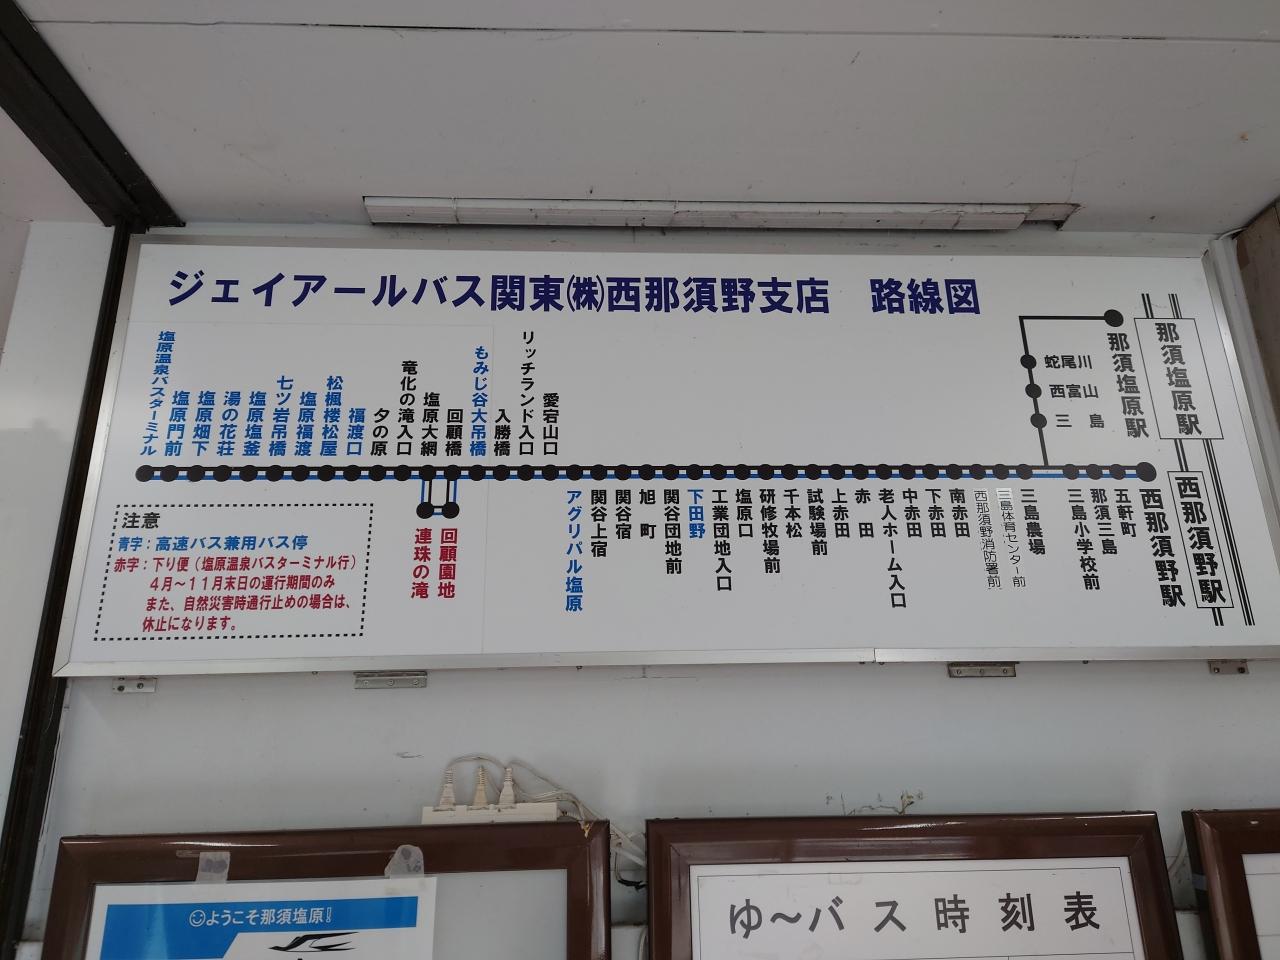 ジェイアールバス関東㈱西那須野支店　路線図
塩原温泉バスターミナル
塩原門前
塩原畑下
湯の花荘
塩原塩釜
七ツ岩吊橋
塩原福渡
松楓楼松屋
福渡口
夕の原
竜化の滝入口
塩原大網
回顧橋
もみじ谷大吊橋
入勝橋
リッチランド入口
愛宕山口
連珠の滝
回顧園地
アグリパル塩原
関谷上宿
関谷宿
旭町
関谷団地前
下田野
工業団地入口
塩原口
研修牧場前
千本松
試験場前
上赤田
赤田
老人ホーム入口
中赤田
下赤田
南赤田
西那須野消防署前
三島体育センター前
三島農場
三島小学校前
那須三島
五軒町
西那須野駅
西那須野駅
那須塩原駅
那須塩原駅
蛇尾川
西富山
三島
注意
青字：高速バス兼用バス停
赤字：下り便（塩原温泉バスターミナル行）
４月～１１月末日の運行期間のみ
また、自然災害時通行止めの場合は、
休止になります。
☺ようこそ那須塩原！
ゆ～バス時刻表